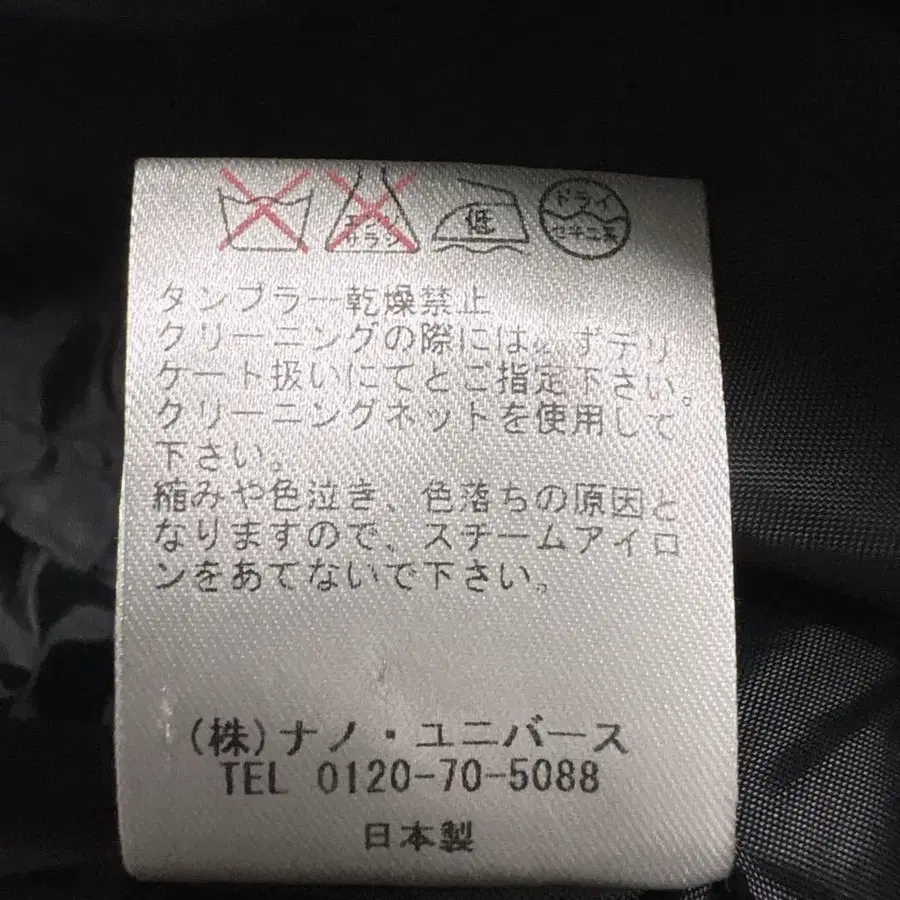 エンソ
サラシ
低
ドライ
セキユ系
タンブラー乾燥禁止
クリーニングの際には必ずデリ
ケート扱いにてとご指定下さい。
クリーニングネットを使用して
下さい。
縮みや色泣き、色落ちの原因と
なりますので、スチームアイロ
ンをあてないで下さい。
(株)ナノ・ユニバース
TEL 0120-70-5088
日本製